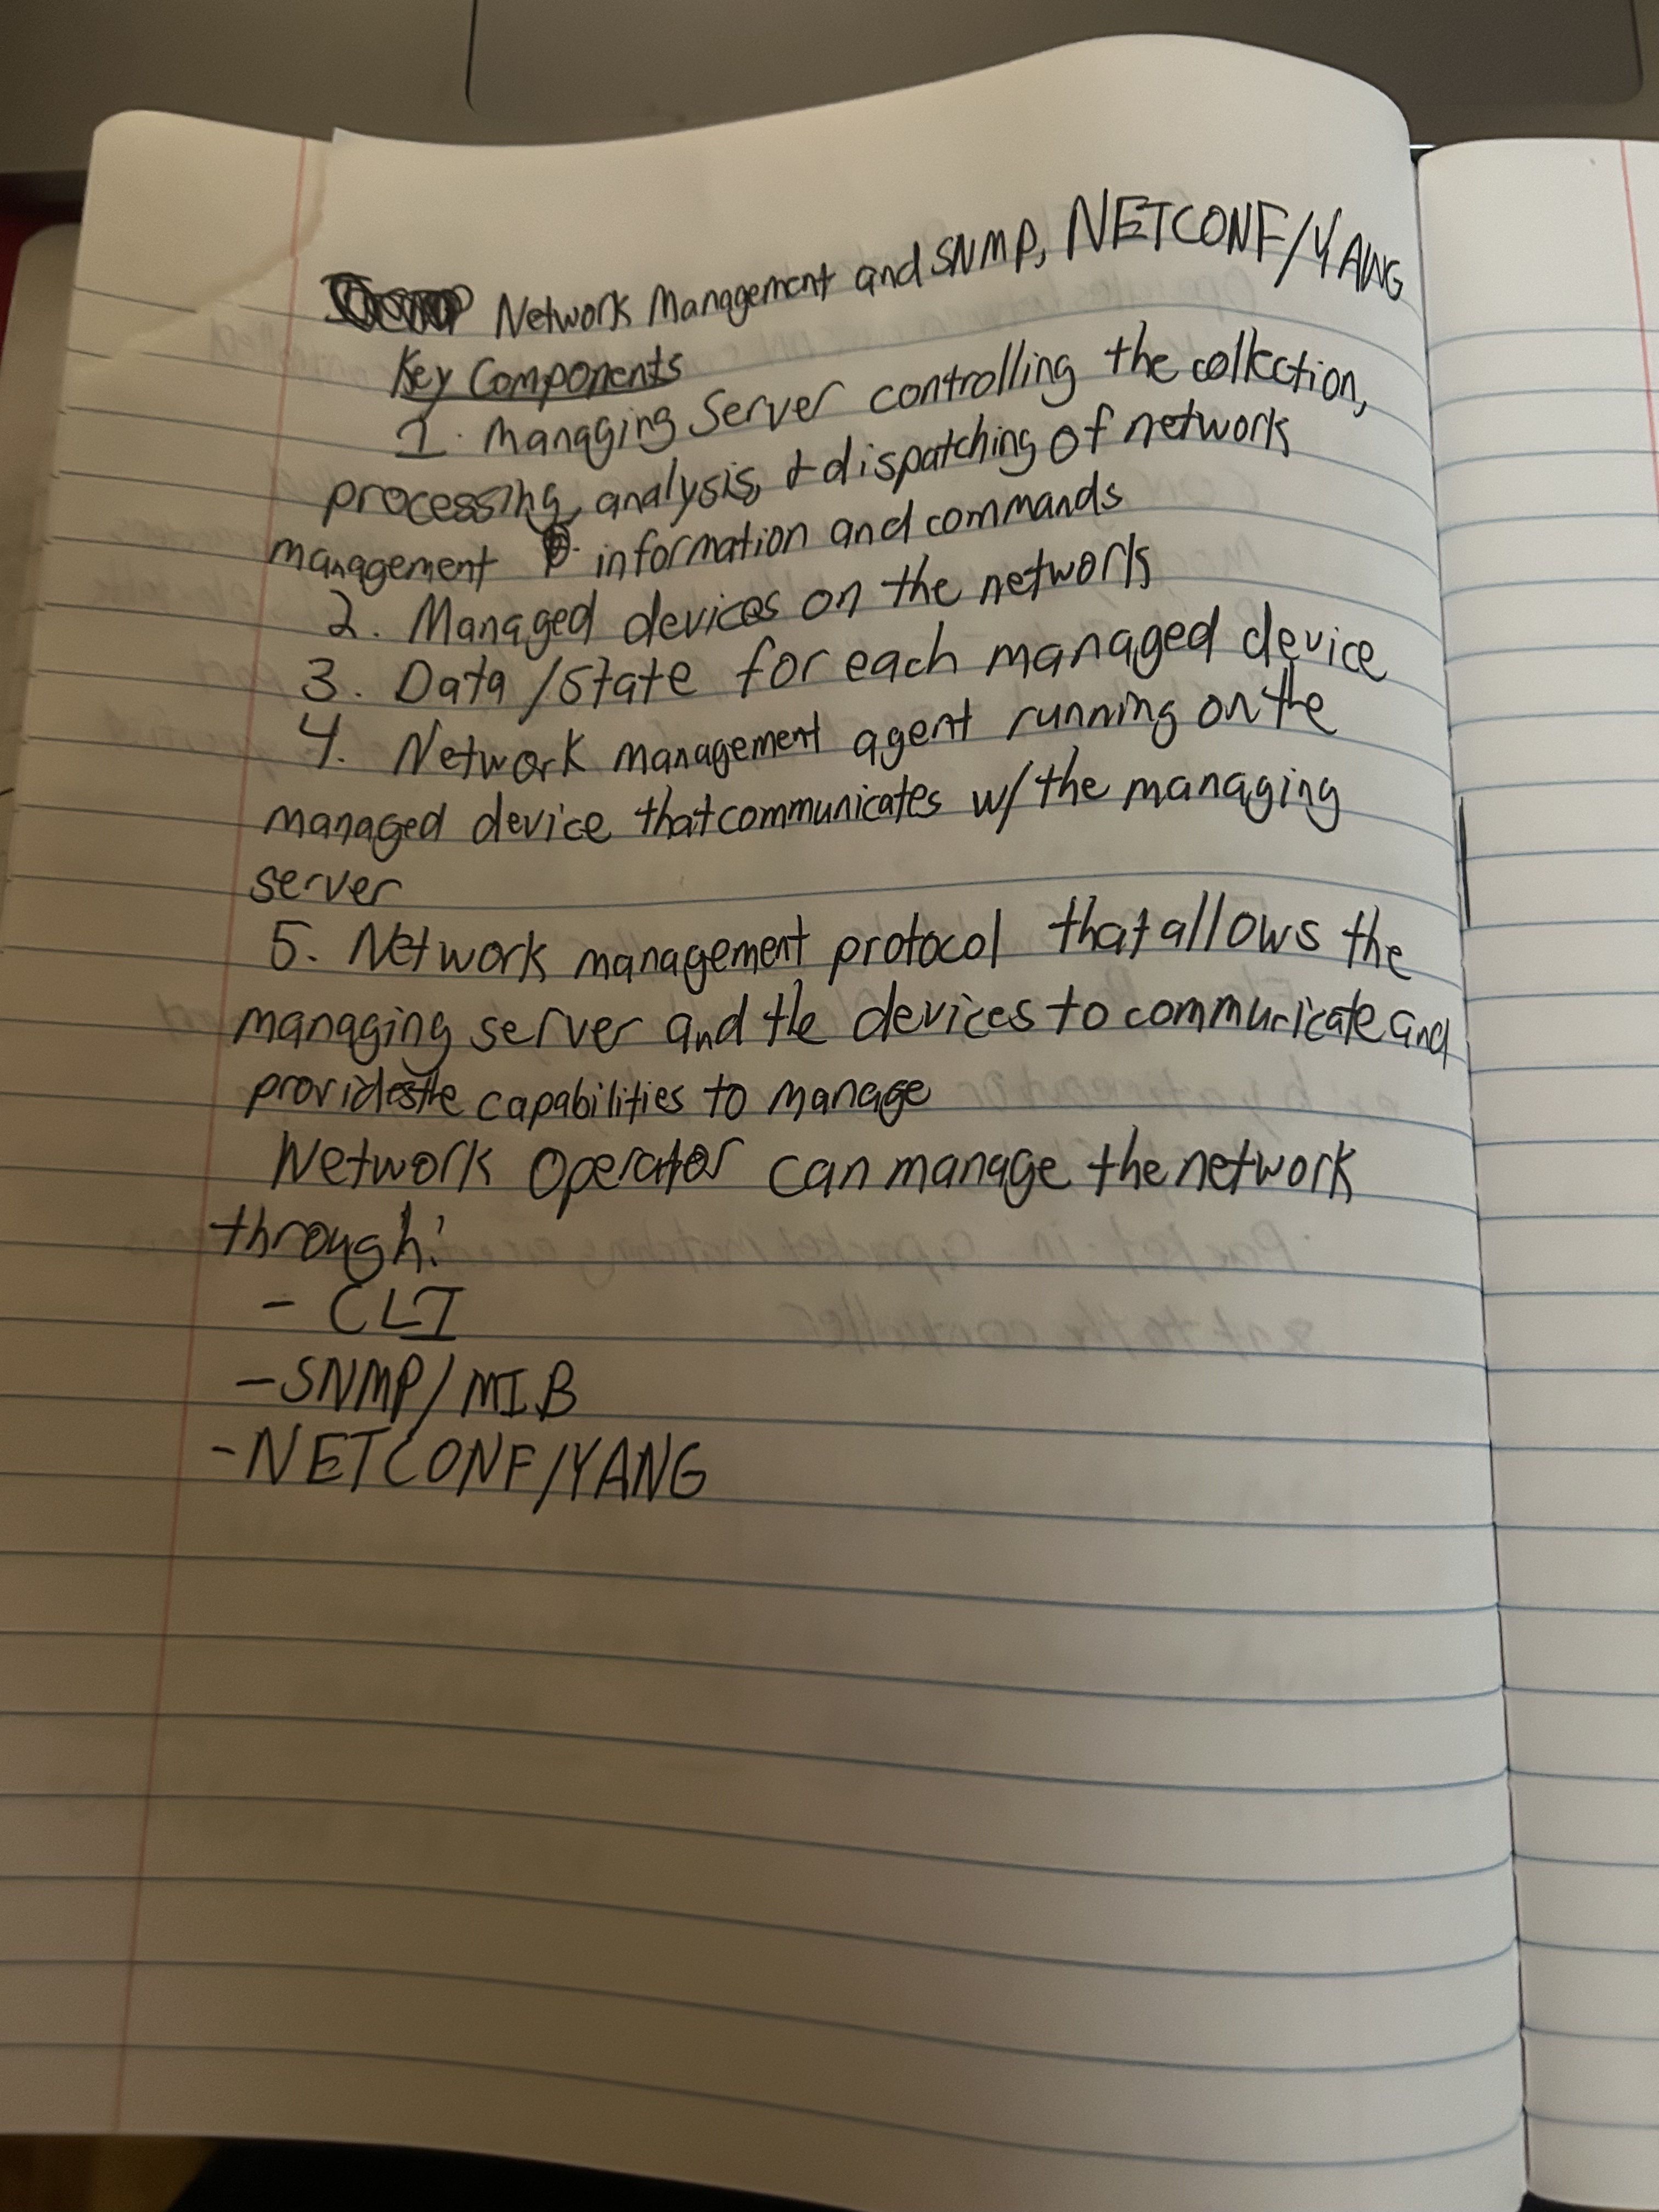 Network Management and SNMP, NETCONF/YANG
Key Components
1. Managing Server controlling the collection,
processing, analysis, & dispatching of network
management information and commands
2. Managed devices on the network
3. Data /State for each managed device
4. Network management agent running on the
managed device that communicates w/ the managing
server
5. Network management protocol that allows the
managing server and the devices to communicate and
provides the capabilities to manage
Network Operator can manage the network
through:
- CLI
- SNMP/MIB
- NETCONF/YANG